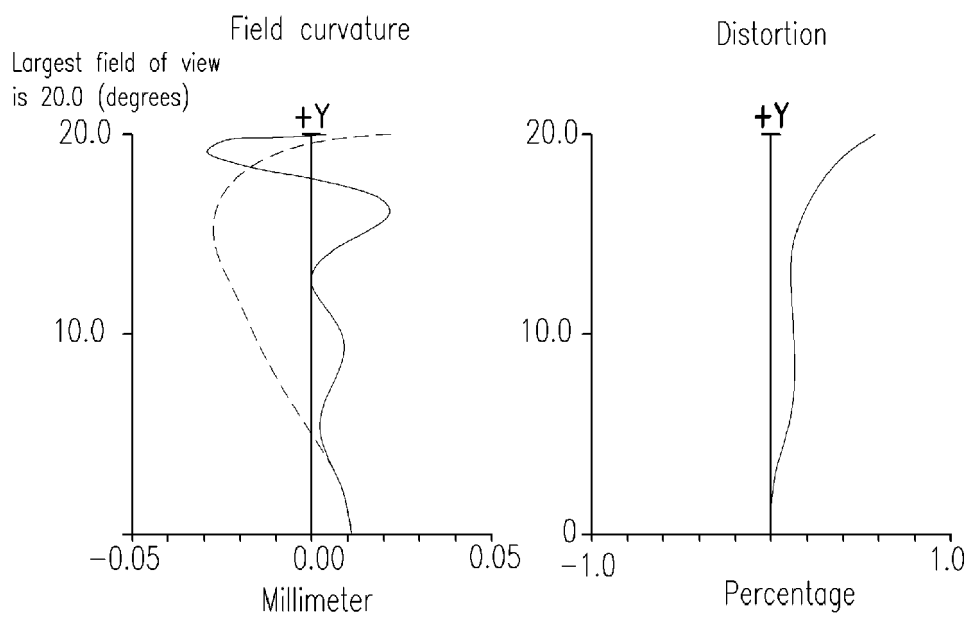 Field curvature
Distortion
Largest field of view
is 20.0 (degrees)
+Y
+Y
20.0
20.0
10.0
10.0
0
-0.05
0.00
0.05
-1.0
1.0
Millimeter
Percentage